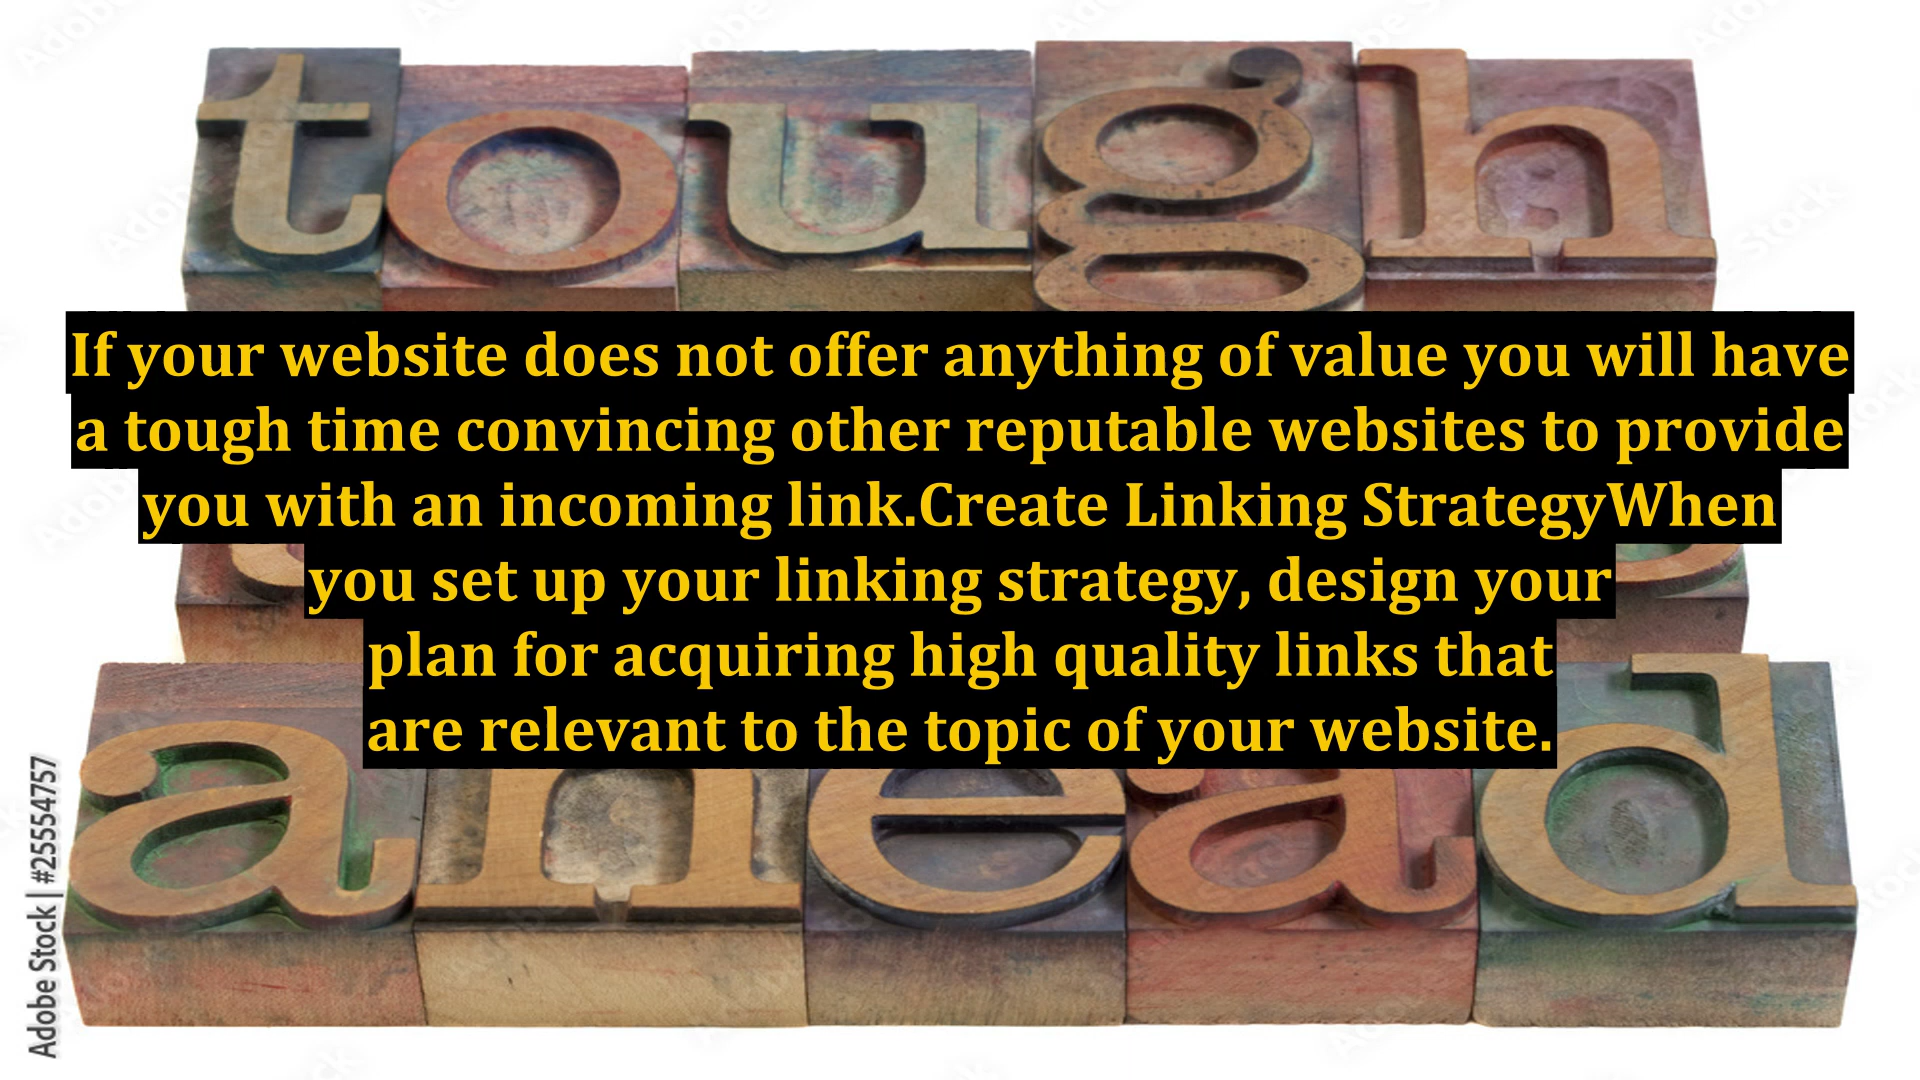 tough
If your website does not offer anything of value you will have
a tough time convincing other reputable websites to provide
you with an incoming link.Create Linking StrategyWhen
you set up your linking strategy, design your
plan for acquiring high quality links that
are relevant to the topic of your website.
ahead
Adobe Stock | #25554757